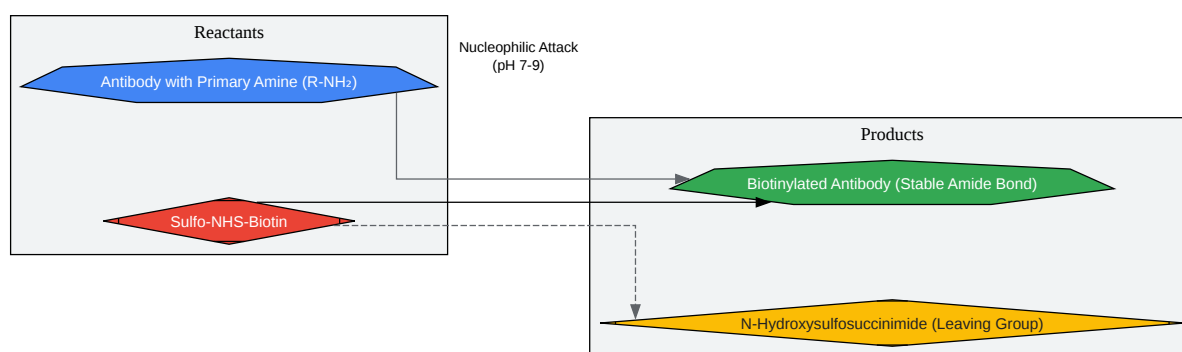 Reactants
Antibody with Primary Amine (R-NH₂)
Sulfo-NHS-Biotin
Nucleophilic Attack
(pH 7-9)
Products
Biotinylated Antibody (Stable Amide Bond)
N-Hydroxysulfosuccinimide (Leaving Group)